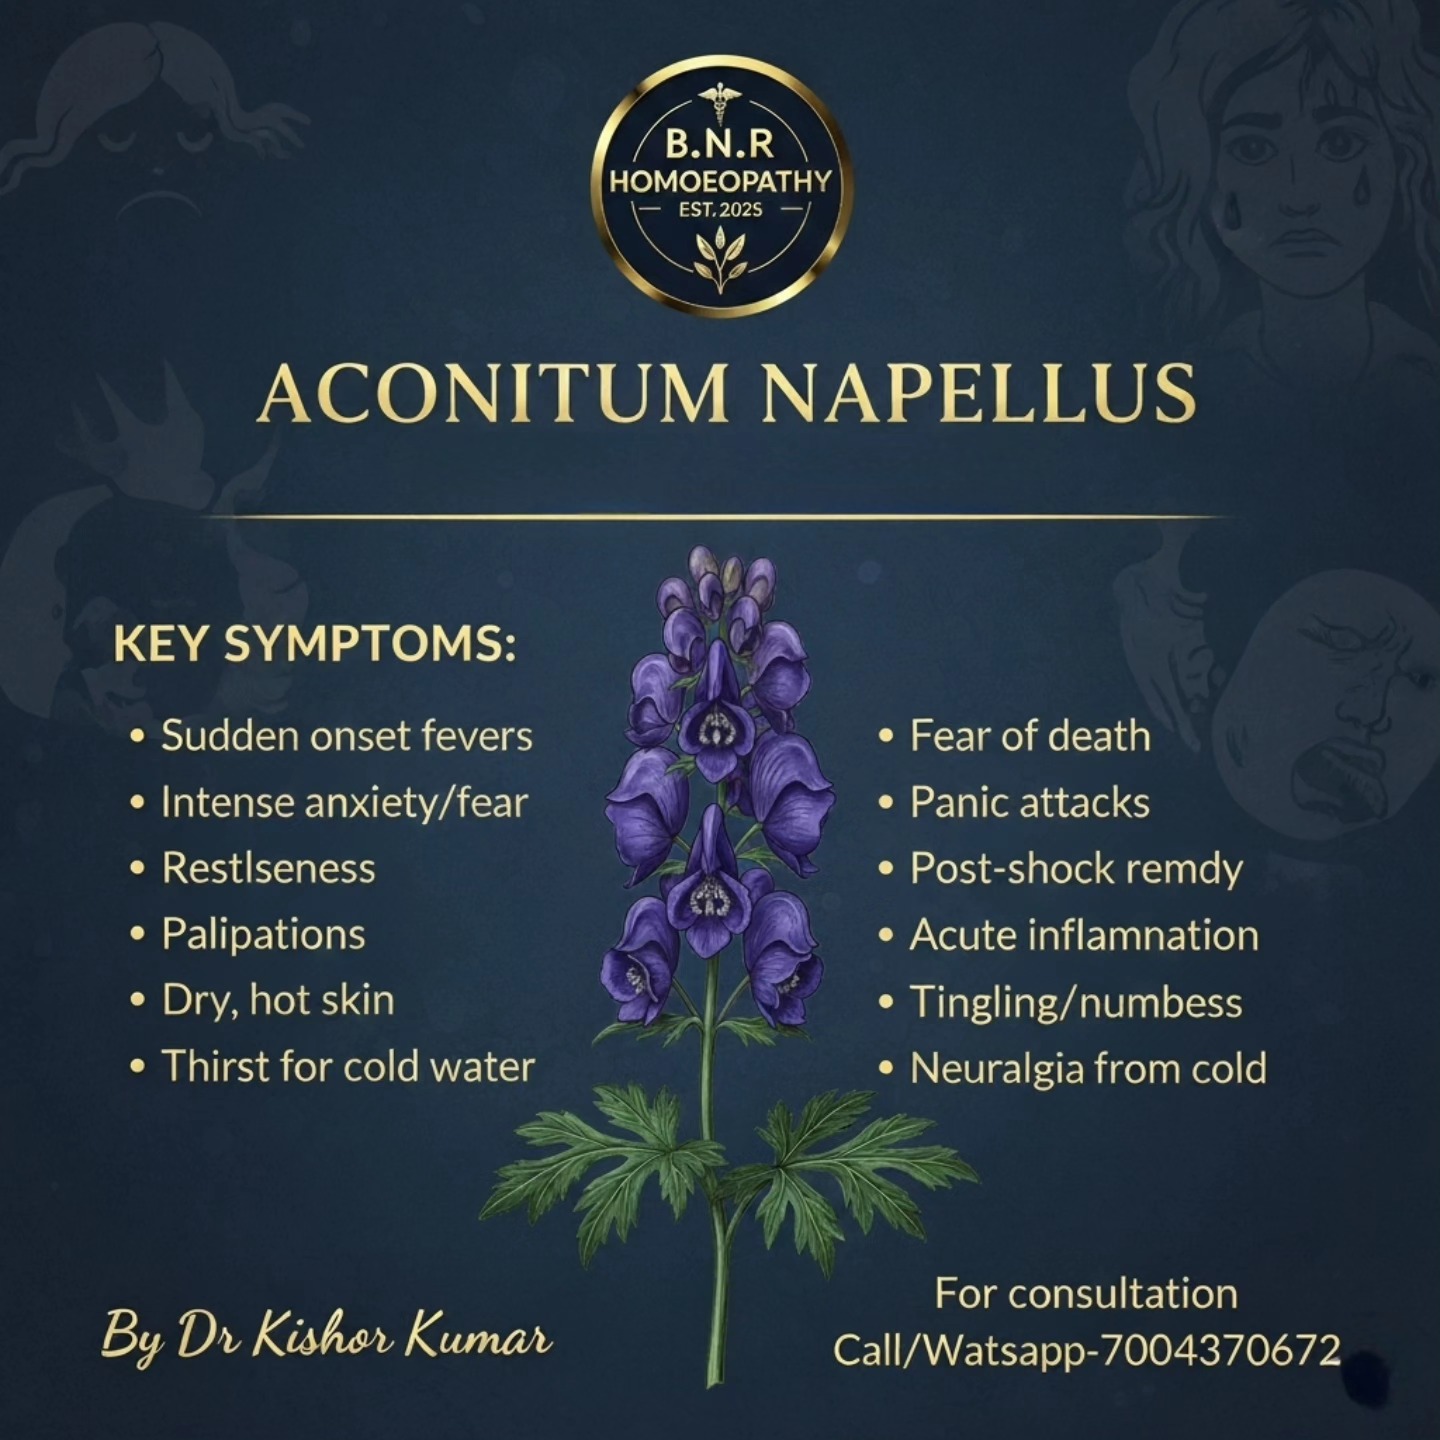 B.N.R
HOMOEOPATHY
EST. 2025
ACONITUM NAPELLUS
KEY SYMPTOMS:
• Sudden onset fevers
• Intense anxiety/fear
• Restlseness
• Palipations
• Dry, hot skin
• Thirst for cold water
• Fear of death
• Panic attacks
• Post-shock remdy
• Acute inflamnation
• Tingling/numbess
• Neuralgia from cold
By Dr Kishor Kumar
For consultation
Call/Watsapp-7004370672